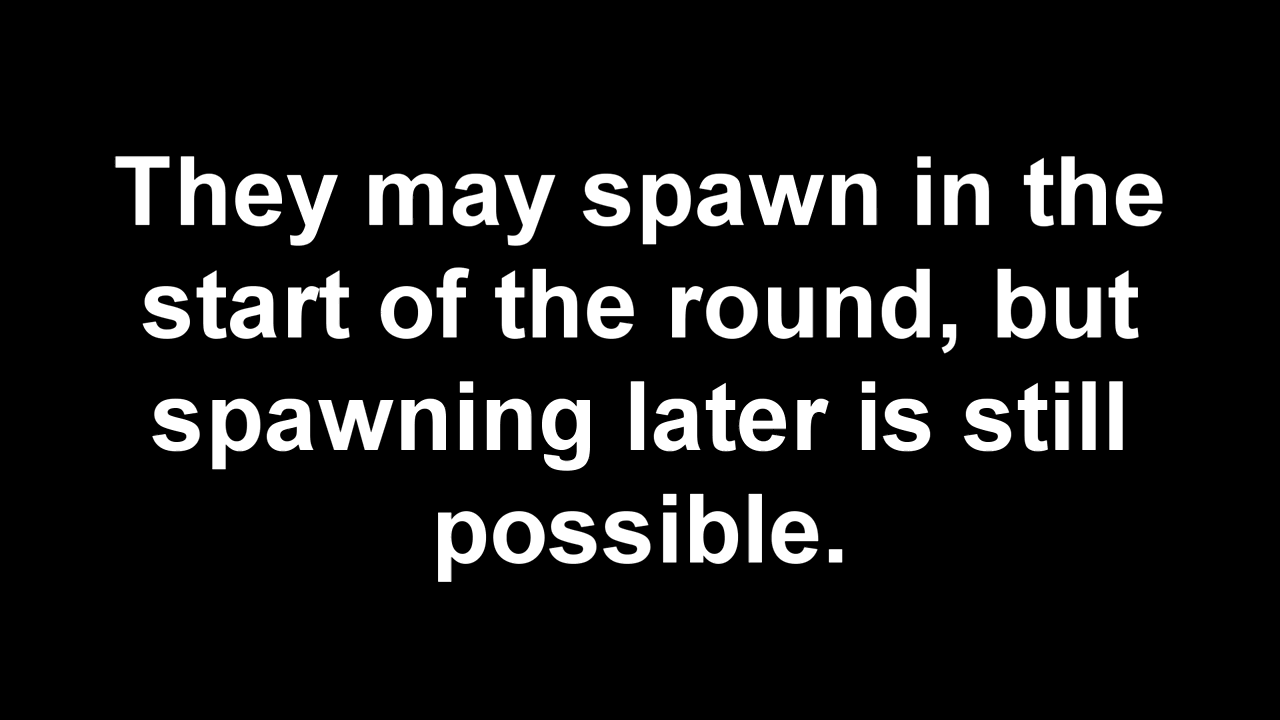 They may spawn in the
start of the round, but
spawning later is still
possible.